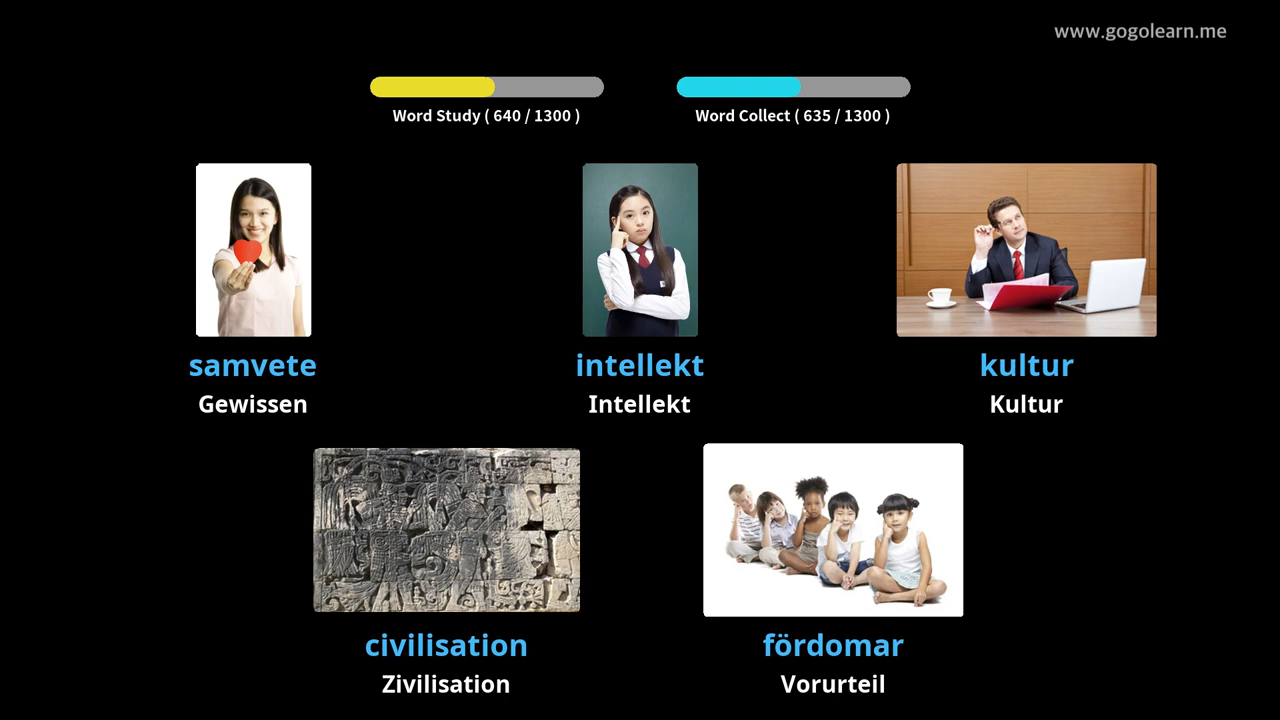 www.gogolearn.me
Word Study ( 640 / 1300 )
Word Collect ( 635 / 1300 )
samvete
Gewissen
intellekt
Intellekt
kultur
Kultur
civilisation
Zivilisation
fördomar
Vorurteil